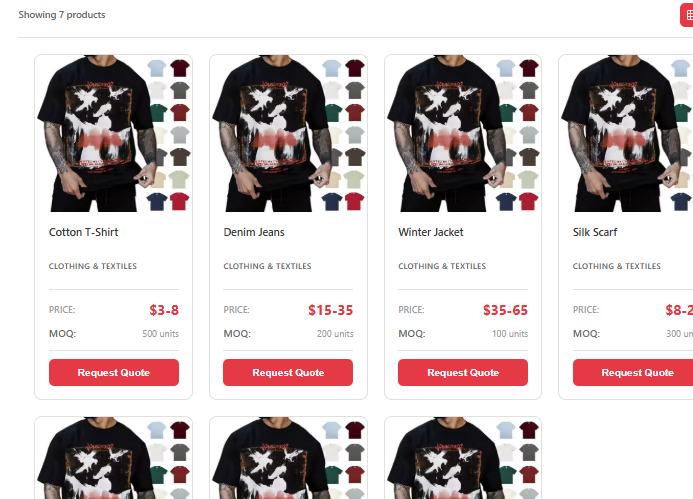 Showing 7 products
Cotton T-Shirt
CLOTHING & TEXTILES
PRICE: $3-8
MOQ: 500 units
Request Quote
Denim Jeans
CLOTHING & TEXTILES
PRICE: $15-35
MOQ: 200 units
Request Quote
Winter Jacket
CLOTHING & TEXTILES
PRICE: $35-65
MOQ: 100 units
Request Quote
Silk Scarf
CLOTHING & TEXTILES
PRICE: $8-2
MOQ: 300 un
Request Quote